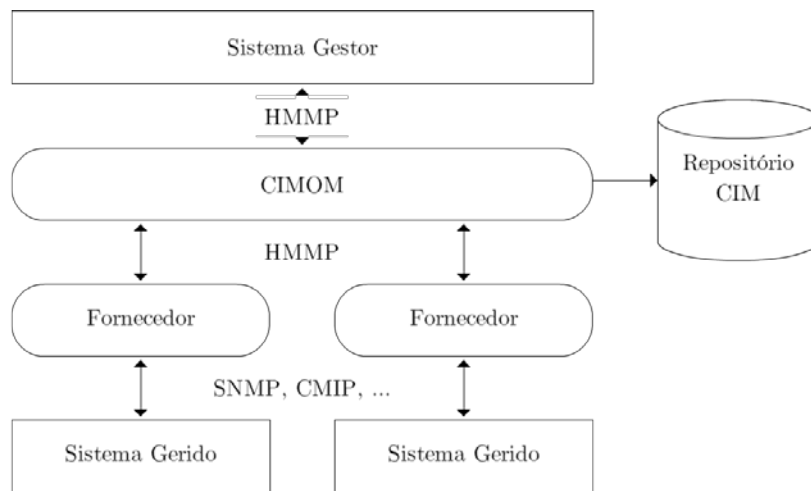 Sistema Gestor
HMMP
CIMOM
Repositório
CIM
HMMP
Fornecedor
Fornecedor
SNMP, CMIP, ...
Sistema Gerido
Sistema Gerido